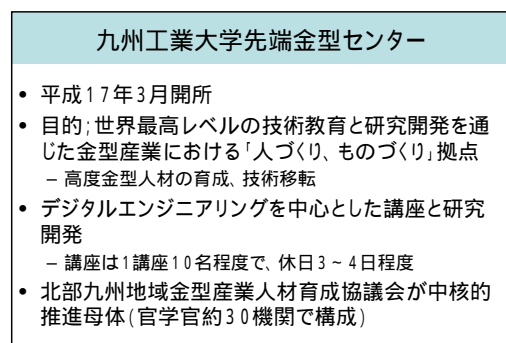 九州工業大学先端金型センター
• 平成17年3月開所
• 目的;世界最高レベルの技術教育と研究開発を通
じた金型産業における「人づくり、ものづくり」拠点
– 高度金型人材の育成、技術移転
• デジタルエンジニアリングを中心とした講座と研究
開発
– 講座は1講座10名程度で、休日3~4日程度
• 北部九州地域金型産業人材育成協議会が中核的
推進母体(官学官約30機関で構成)